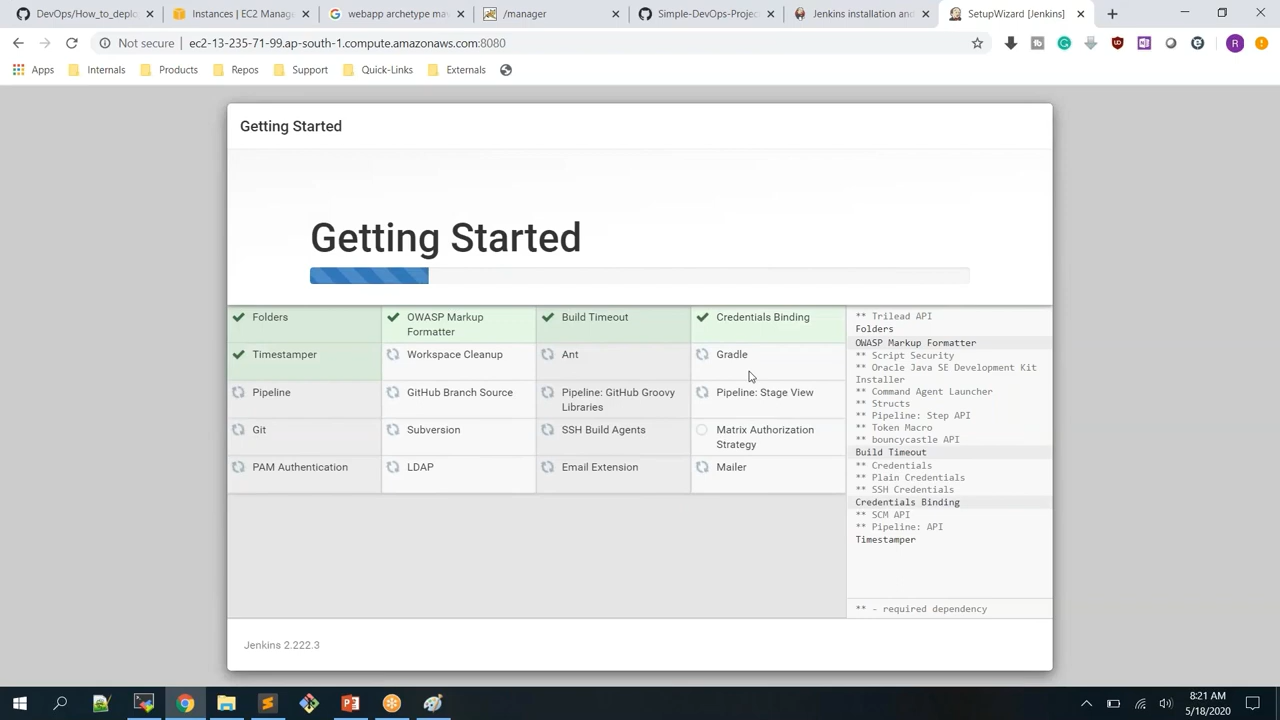 DevOps/How_to_deplo
Instances | EC2 Manag
webapp archetype mav
/manager
Simple-DevOps-Projec
Jenkins installation and
SetupWizard [Jenkins]
Not secure | ec2-13-235-71-99.ap-south-1.compute.amazonaws.com:8080
R
Apps Internals Products Repos Support Quick-Links Externals
Getting Started
Getting Started
Folders
OWASP Markup
Formatter
Build Timeout
Credentials Binding
Timestamper
Workspace Cleanup
Ant
Gradle
Pipeline
GitHub Branch Source
Pipeline: GitHub Groovy
Libraries
Pipeline: Stage View
Git
Subversion
SSH Build Agents
Matrix Authorization
Strategy
PAM Authentication
LDAP
Email Extension
Mailer
** Trilead API
Folders
OWASP Markup Formatter
** Script Security
** Oracle Java SE Development Kit
Installer
** Command Agent Launcher
** Structs
** Pipeline: Step API
** Token Macro
** bouncycastle API
Build Timeout
** Credentials
** Plain Credentials
** SSH Credentials
Credentials Binding
** SCM API
** Pipeline: API
Timestamper
** - required dependency
Jenkins 2.222.3
8:21 AM
5/18/2020